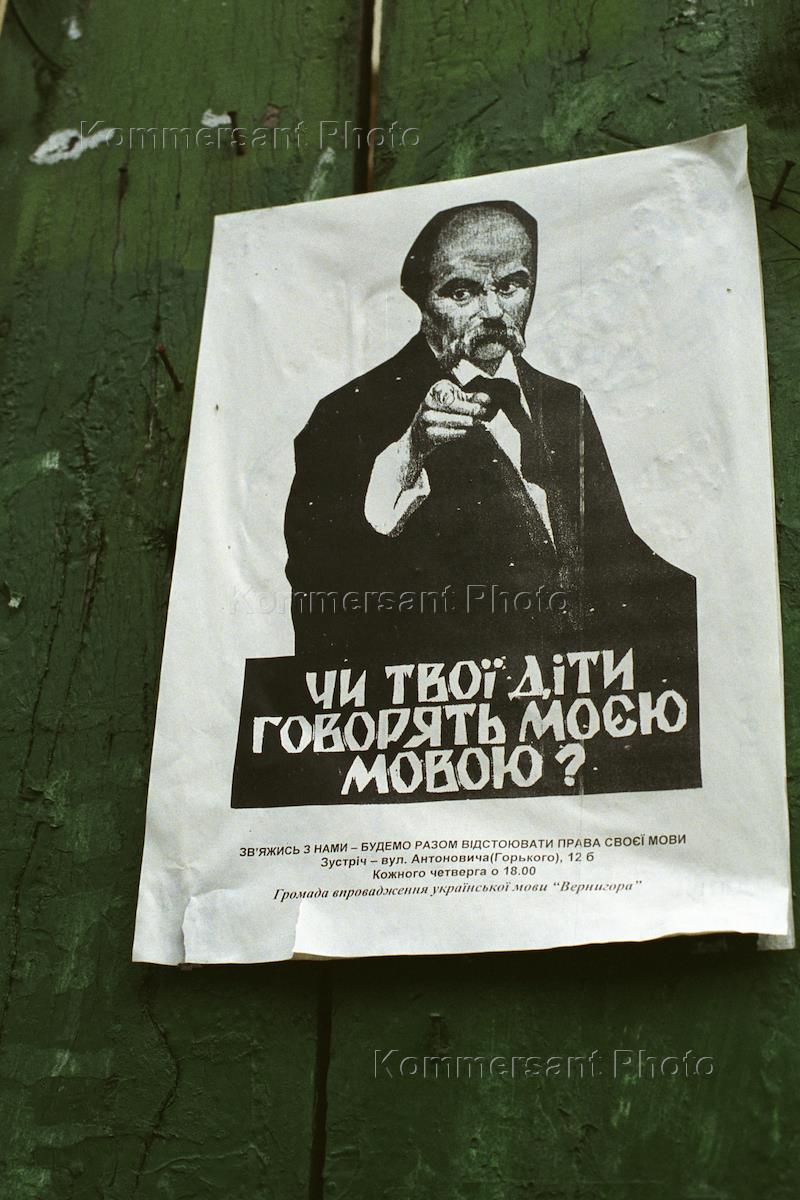 Kommersant Photo
Kommersant Photo
ЧИ ТВОЇ ДІТИ
ГОВОРЯТЬ МОЄЮ
МОВОЮ?
ЗВ'ЯЖИСЬ З НАМИ – БУДЕМО РАЗОМ ВІДСТОЮВАТИ ПРАВА СВОЄЇ МОВИ
Зустріч – вул. Антоновича(Горького), 12 б
Кожного четверга о 18.00
Громада впровадження української мови “Вернигора”
Kommersant Photo